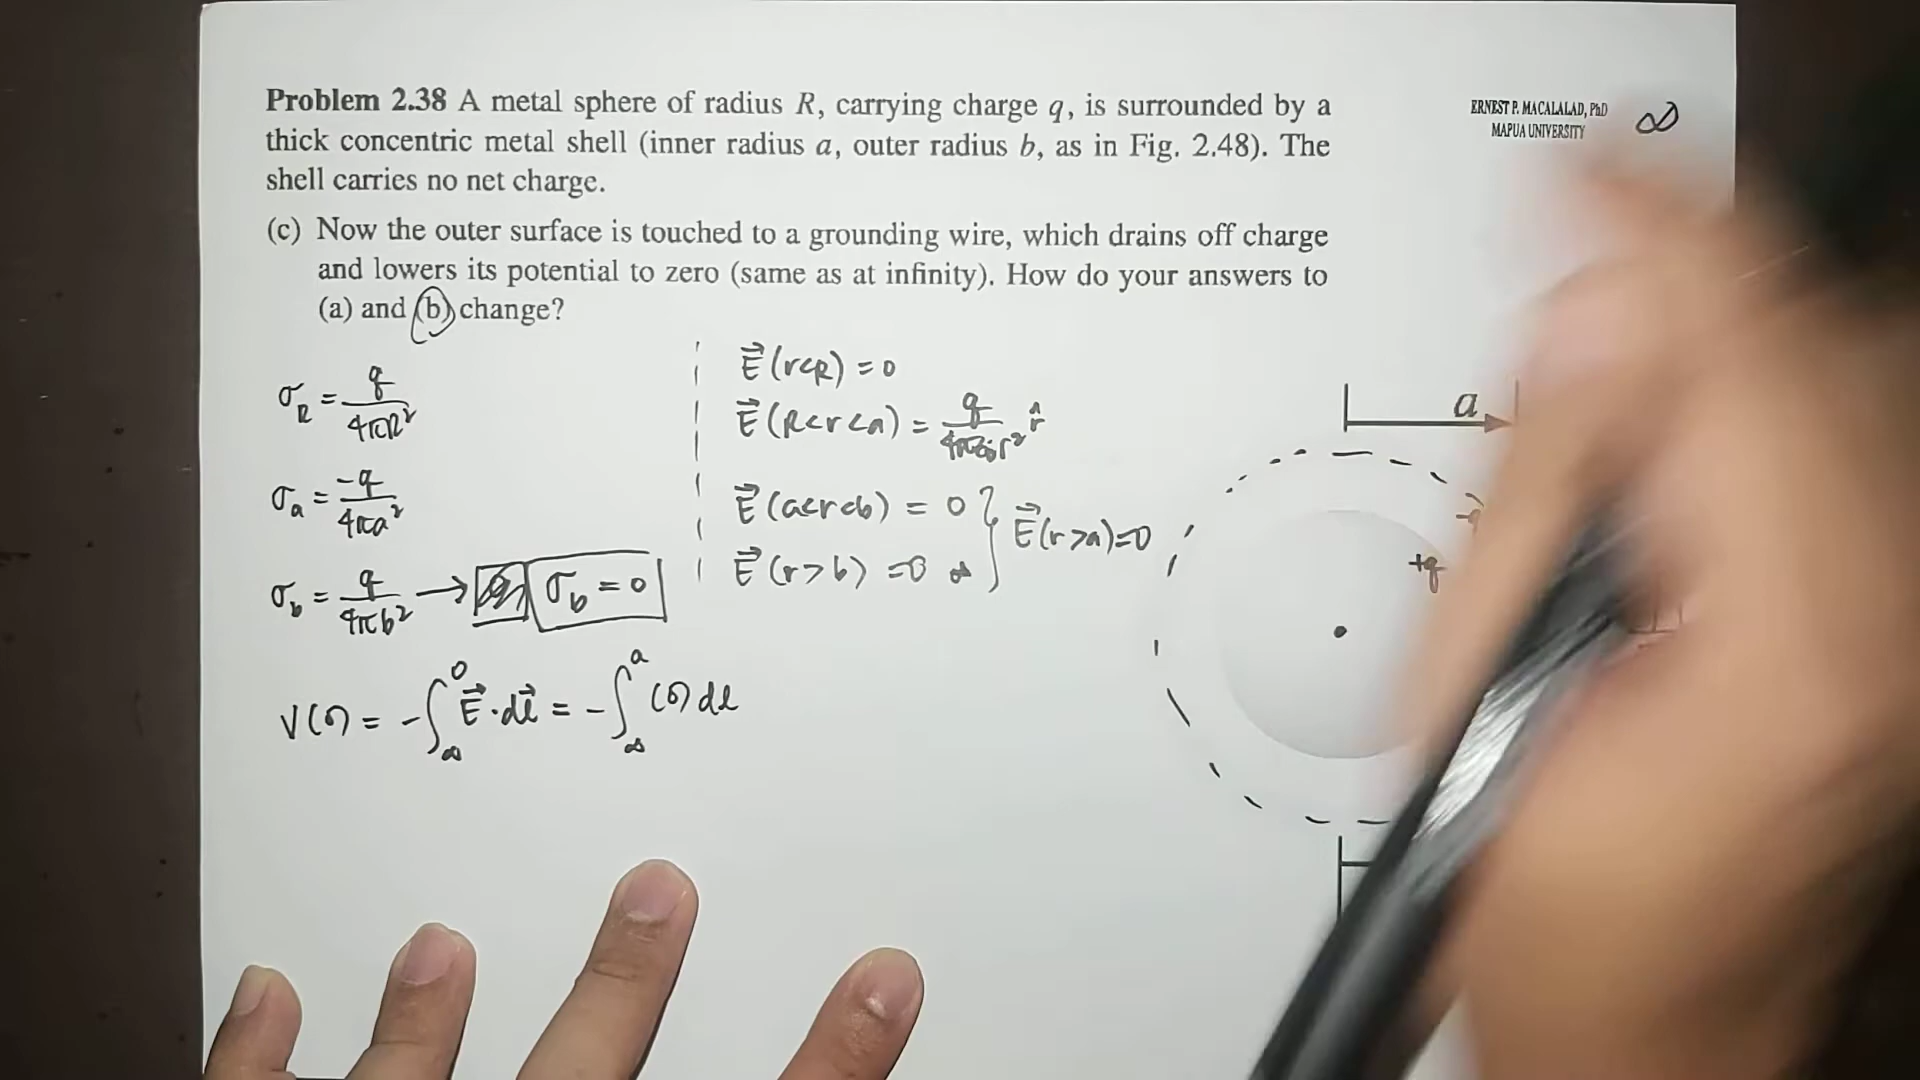 Problem 2.38 A metal sphere of radius R, carrying charge q, is surrounded by a
thick concentric metal shell (inner radius a, outer radius b, as in Fig. 2.48). The
shell carries no net charge.
(c) Now the outer surface is touched to a grounding wire, which drains off charge
and lowers its potential to zero (same as at infinity). How do your answers to
(a) and (b) change?
ERNEST P. MACALALAD, PhD
MAPUA UNIVERSITY
∞
σ_R = q/4πR²
σ_a = -q/4πa²
σ_b = q/4πb² → σ_b = 0
V(0) = -∫_∞^0 E⃗·dl⃗ = -∫_∞^a (0) dl
E⃗(r<R) = 0
E⃗(R<r<a) = q/4πε₀r² r̂
E⃗(a<r<b) = 0 } E⃗(r>a)=0
E⃗(r>b) = 0
a
+q